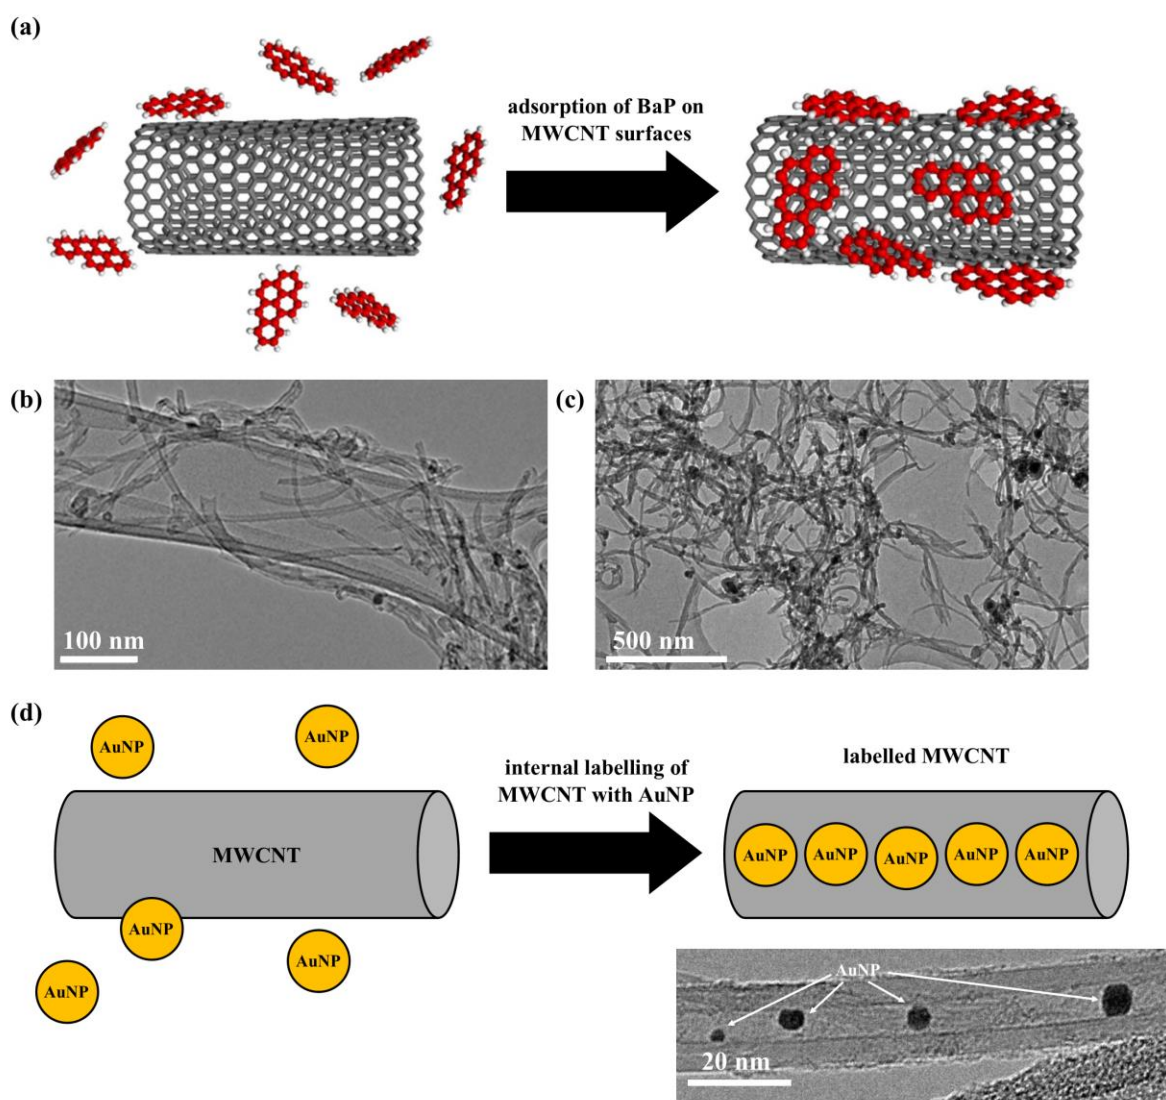 (a)
adsorption of BaP on
MWCNT surfaces
(b)
100 nm
(c)
500 nm
(d)
AuNP
AuNP
MWCNT
AuNP
AuNP
AuNP
internal labelling of
MWCNT with AuNP
labelled MWCNT
AuNP AuNP AuNP AuNP AuNP
AuNP
20 nm